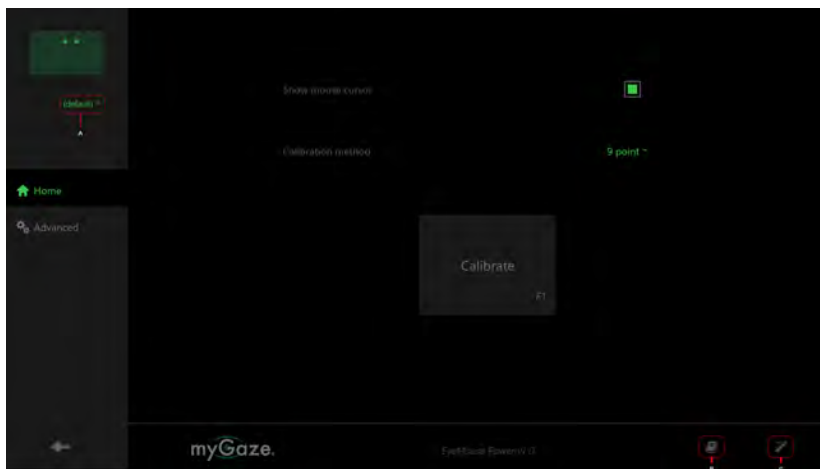 (default)
Show mouse cursor
Calibration method
9 point
Home
Advanced
Calibrate
F1
myGaze.